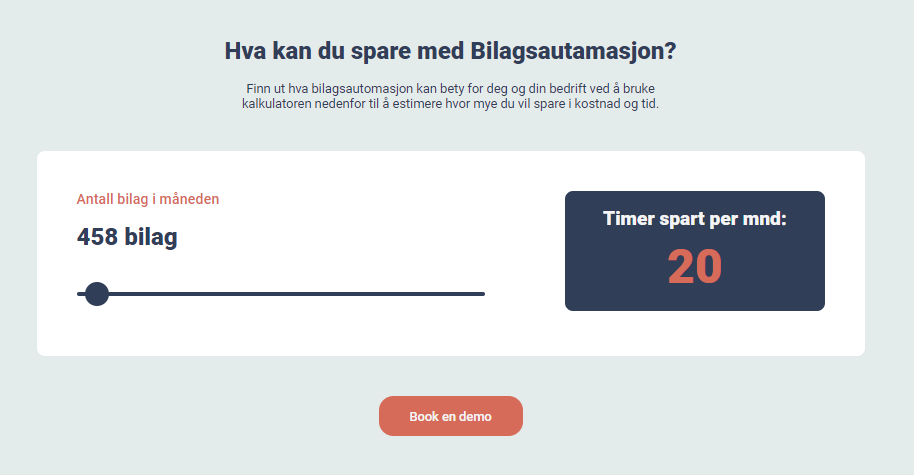 Hva kan du spare med Bilagsautamasjon?
Finn ut hva bilagsautomasjon kan bety for deg og din bedrift ved å bruke
kalkulatoren nedenfor til å estimere hvor mye du vil spare i kostnad og tid.
Antall bilag i måneden
458 bilag
Timer spart per mnd:
20
Book en demo